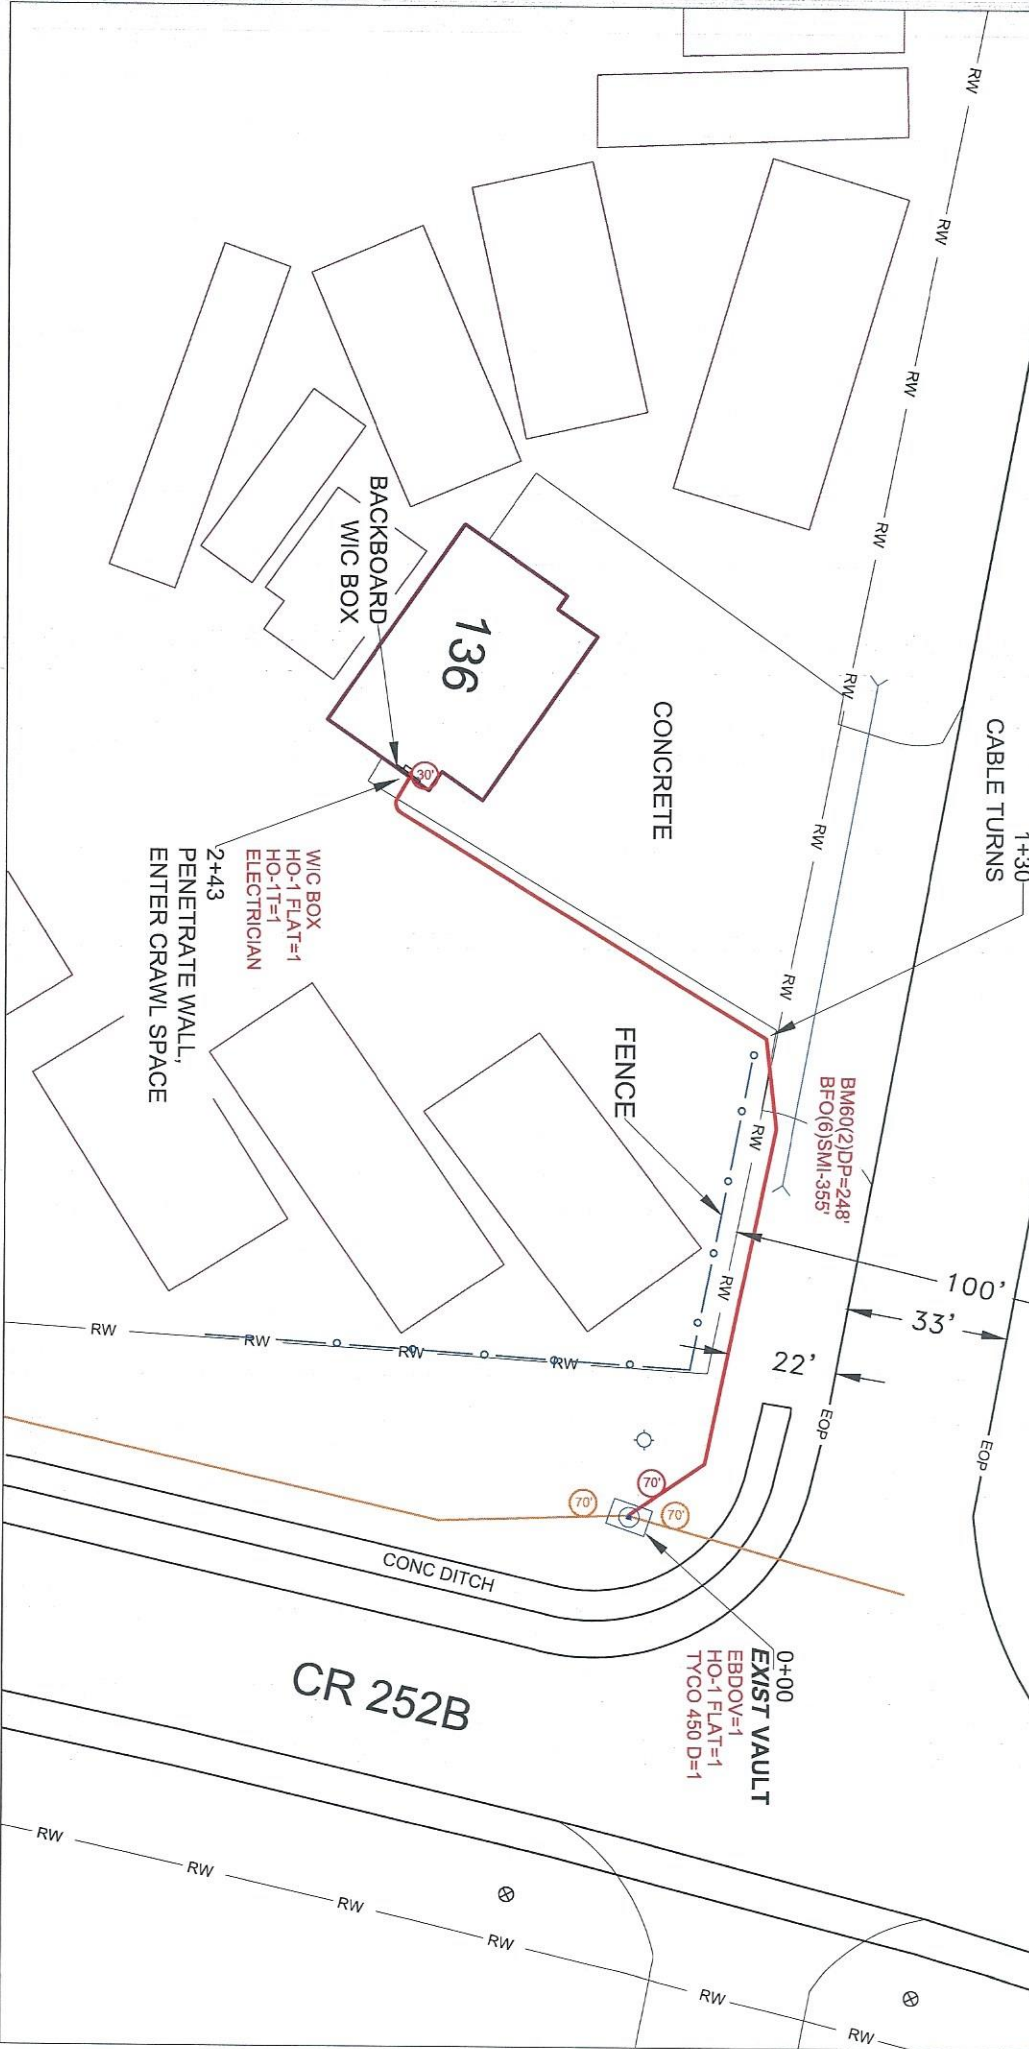 RW
RW
RW
RW
RW
RW
RW
RW
RW
1+30
CABLE TURNS
BACKBOARD
WIC BOX
136
CONCRETE
30'
WIC BOX
HO-1 FLAT=1
HO-1T=1
ELECTRICIAN
2+43
PENETRATE WALL,
ENTER CRAWL SPACE
FENCE
BM60(2)DP=248'
BFO(6)SMI-355'
100'
33'
22'
EOP
EOP
RW
RW
RW
RW
70'
70'
70'
CONC DITCH
0+00
EXIST VAULT
EBDOV=1
HO-1 FLAT=1
TYCO 450 D=1
CR 252B
RW
RW
RW
RW
RW
RW